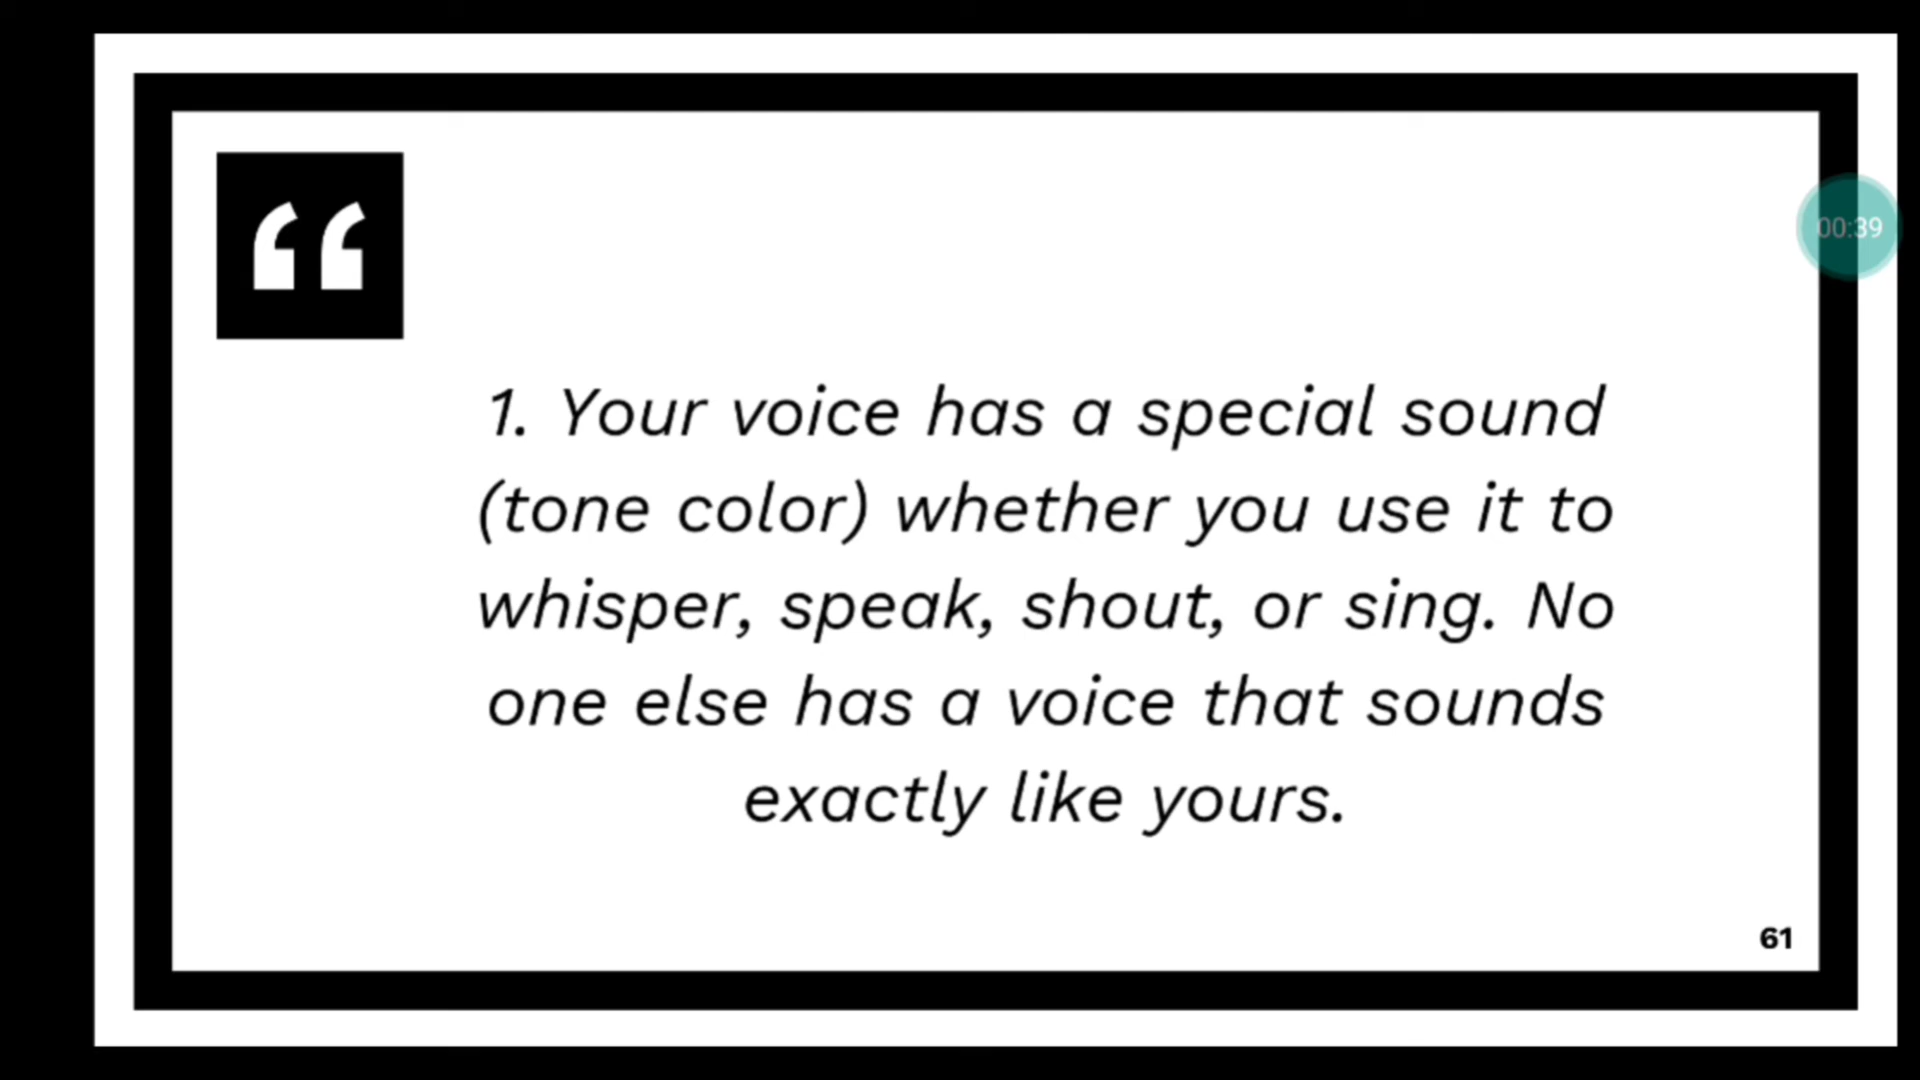 “
00:39
1. Your voice has a special sound
(tone color) whether you use it to
whisper, speak, shout, or sing. No
one else has a voice that sounds
exactly like yours.
61